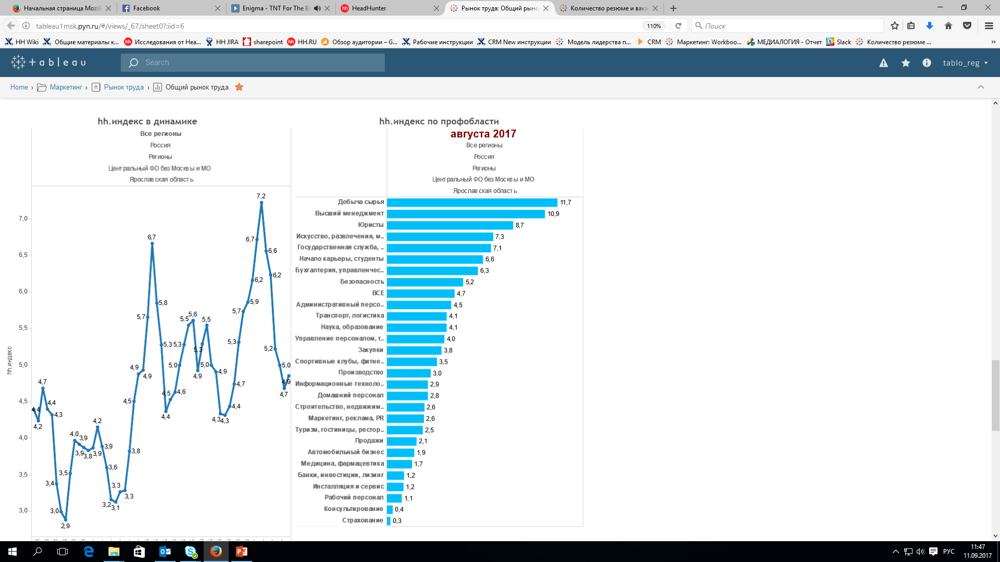 Начальная страница Mozil
Facebook
Enigma - TNT For The Br
HeadHunter
Рынок труда: Общий рыно
Количество резюме и вака
tableau1msk.pyn.ru/#/views/_67/sheet0?:iid=6
110%
Поиск
HH Wiki
Общие материалы к...
Исследования от Hea...
HH JIRA
sharepoint
HH.RU
Обзор аудитории – G...
Рабочие инструкции
CRM New инструкции
Модель лидерства п...
CRM
Маркетинг: Workboo...
МЕДИАЛОГИЯ - Отчет
Slack
Количество резюме ...
»
+ a b l e a u
Search
tablo_reg
Home › Маркетинг › Рынок труда › Общий рынок труда
hh.индекс в динамике
Все регионы
Россия
Регионы
Центральный ФО без Москвы и МО
Ярославская область
hh.индекс
7,0
6,5
6,0
5,5
5,0
4,5
4,0
3,5
3,0
4,4
4,2
4,7
4,4
4,3
3,4
3,0
2,9
3,5
4,0
3,9
3,9
3,8
3,9
4,2
3,9
3,6
3,2
3,1
3,3
3,3
3,8
4,5
4,9
4,9
5,7
6,7
5,8
5,3
4,4
4,5
4,6
5,0
5,3
5,5
5,6
4,9
5,3
5,5
5,0
4,9
4,3
4,3
4,4
4,7
5,3
5,7
5,9
6,2
6,7
7,2
6,6
6,2
5,2
5,0
4,7
4,9
hh.индекс по профобласти
августа 2017
Все регионы
Россия
Регионы
Центральный ФО без Москвы и МО
Ярославская область
Добыча сырья 11,7
Высший менеджмент 10,9
Юристы 8,7
Искусство, развлечения, м.. 7,3
Государственная служба, .. 7,1
Начало карьеры, студенты 6,6
Бухгалтерия, управленчес.. 6,3
Безопасность 5,2
ВСЕ 4,7
Административный персо.. 4,5
Транспорт, логистика 4,1
Наука, образование 4,1
Управление персоналом, т.. 4,0
Закупки 3,8
Спортивные клубы, фитне.. 3,5
Производство 3,0
Информационные техноло.. 2,9
Домашний персонал 2,8
Строительство, недвижим.. 2,6
Маркетинг, реклама, PR 2,6
Туризм, гостиницы, рестор.. 2,5
Продажи 2,1
Автомобильный бизнес 1,9
Медицина, фармацевтика 1,7
Банки, инвестиции, лизинг 1,2
Инсталляция и сервис 1,2
Рабочий персонал 1,1
Консультирование 0,4
Страхование 0,3
РУС
11:47
11.09.2017